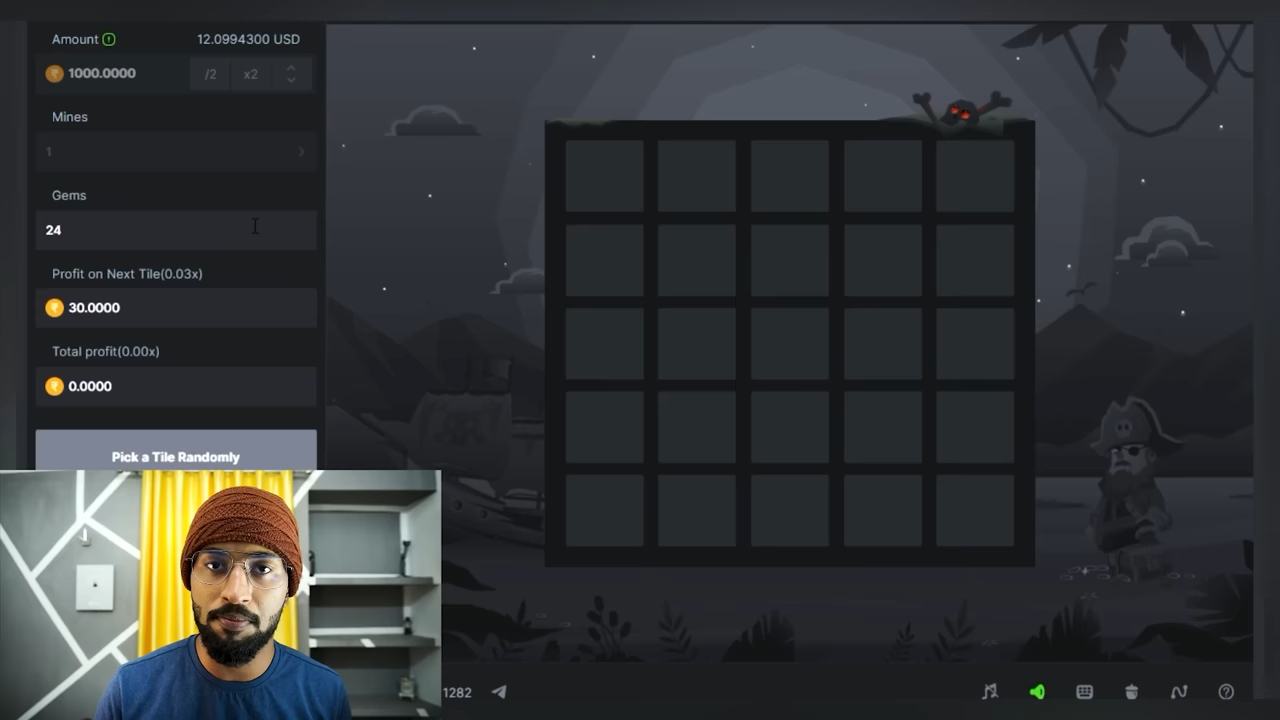 Amount 12.0994300 USD
1000.0000 /2 x2
Mines
1
Gems
24
Profit on Next Tile(0.03x)
30.0000
Total profit(0.00x)
0.0000
Pick a Tile Randomly
1282